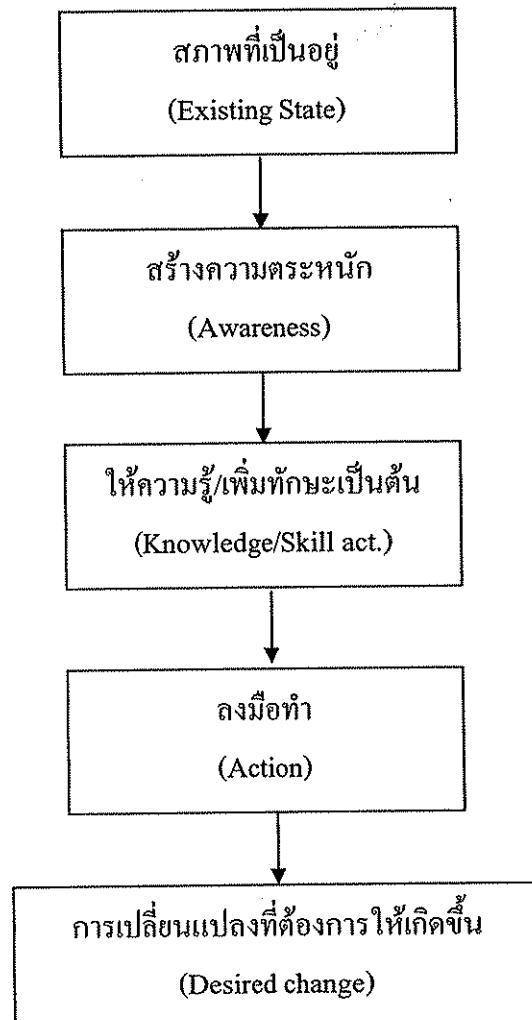 สภาพที่เป็นอยู่
(Existing State)
สร้างความตระหนัก
(Awareness)
ให้ความรู้/เพิ่มทักษะเป็นต้น
(Knowledge/Skill act.)
ลงมือทำ
(Action)
การเปลี่ยนแปลงที่ต้องการให้เกิดขึ้น
(Desired change)